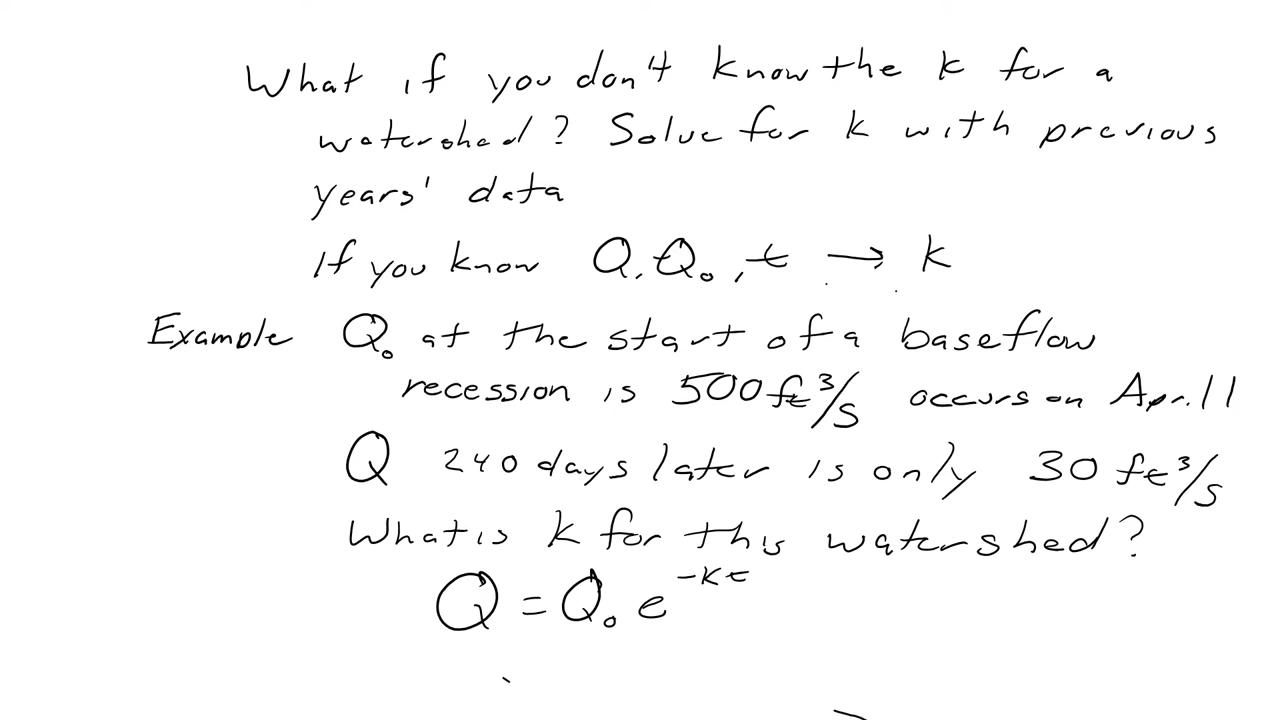 What if you don't know the k for a
watershed? Solve for k with previous
years' data
If you know Q, Q₀, t → k
Example Q₀ at the start of a baseflow
recession is 500 ft³/s occurs on April 1
Q 240 days later is only 30 ft³/s
What is k for this watershed?
Q = Q₀ e^-kt